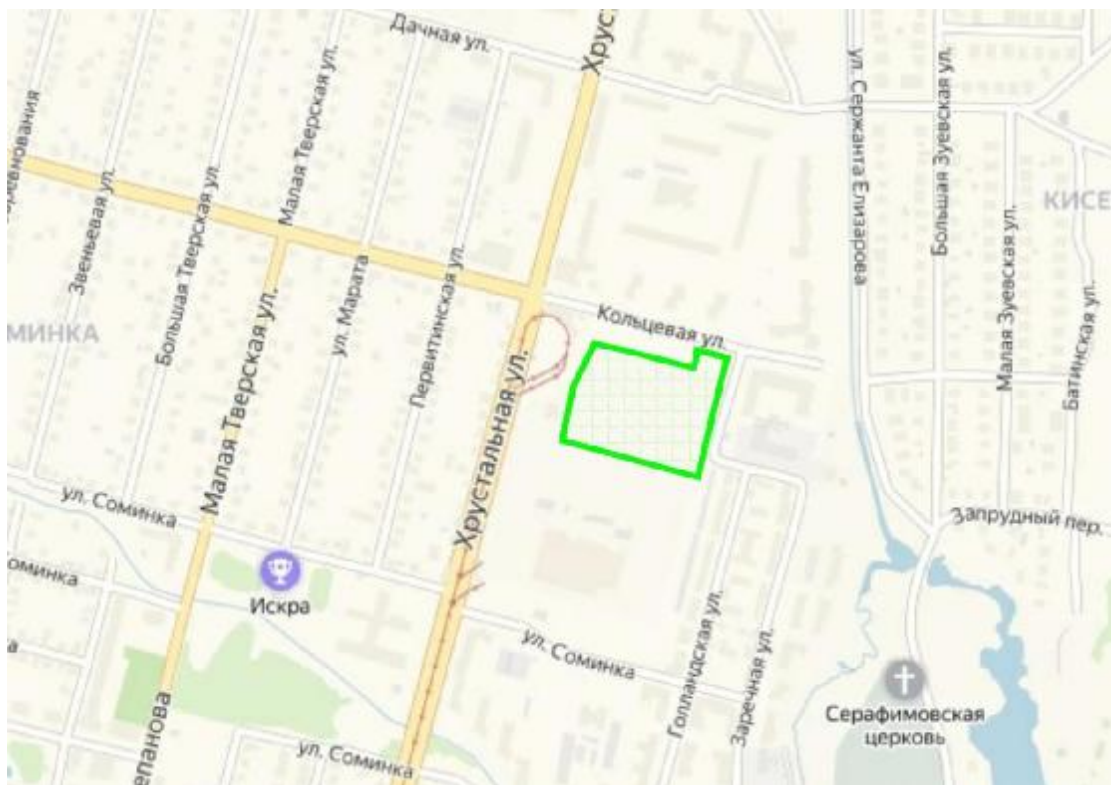 Дачная ул.
Хрус
ул. Сержанта Елизарова
Большая Зуевская ул.
Малая Тверская ул.
КИСЕ
Звеньевая ул.
Большая Тверская ул.
ул. Марата
Первитинская ул.
Кольцевая ул.
Малая Зуевская ул.
Батинская ул.
МИНКА
Малая Тверская ул.
Хрустальная ул.
Хрустальная
ул. Соминка
Запрудный пер.
оминка
Искра
ул. Соминка
Голландская ул.
Заречная ул.
Серафимовская
церковь
ул. Соминка
епанова